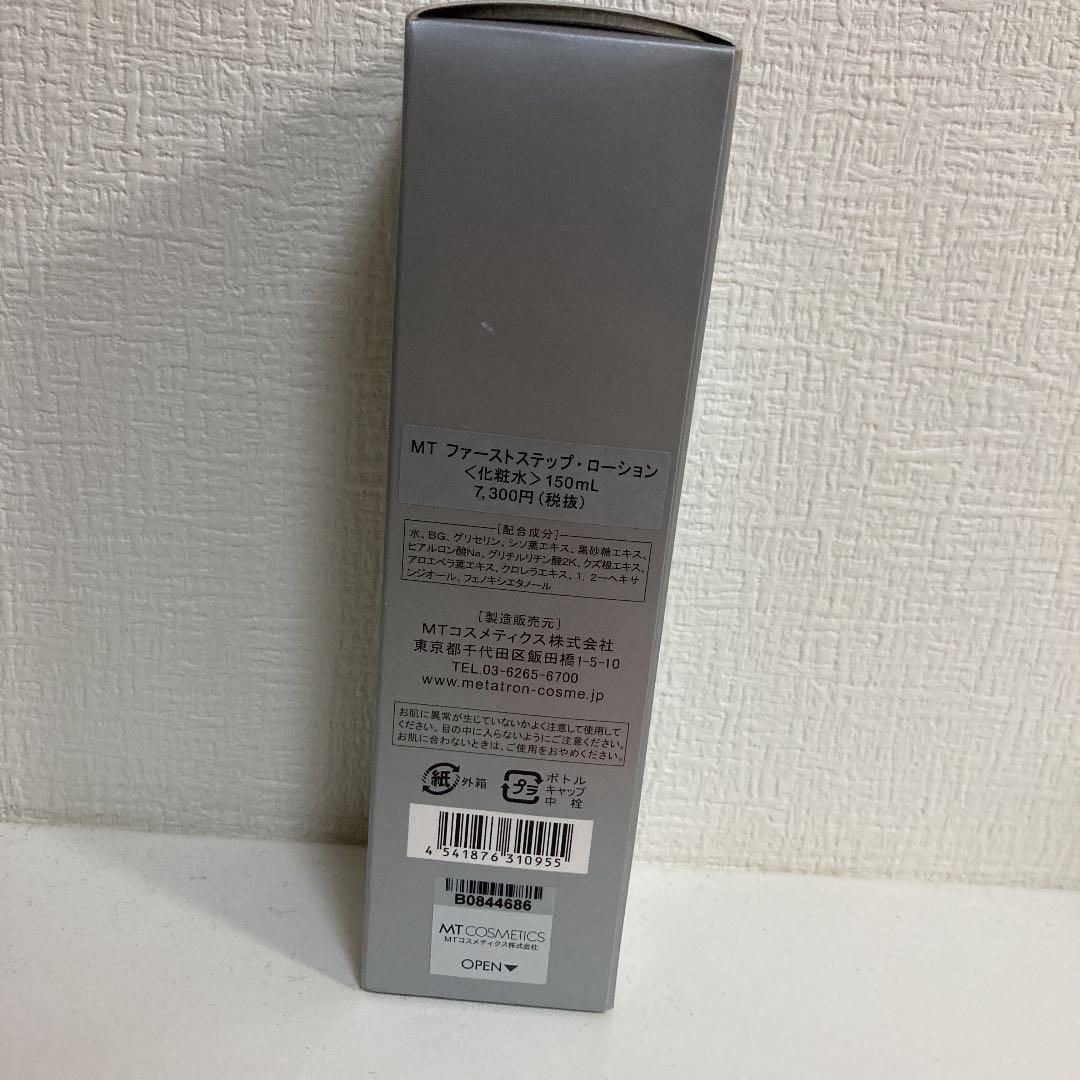 MT ファーストステップ・ローション
＜化粧水＞150mL
7,300円（税抜）
［配合成分］
水、BG、グリセリン、シソ葉エキス、黒砂糖エキス、
ヒアルロン酸Na、グリチルリチン酸2K、クズ根エキス、
アロエベラ葉エキス、クロレラエキス、1，2－ヘキサ
ンジオール、フェノキシエタノール
［製造販売元］
MTコスメティクス株式会社
東京都千代田区飯田橋1-5-10
TEL.03-6265-6700
www.metatron-cosme.jp
お肌に異常が生じていないかよく注意して使用して
ください。目の中に入らないようにご注意ください。
お肌に合わないときは、ご使用をおやめください。
紙 外箱
プラ ボトル
キャップ
中栓
4 541876 310955
B0844686
MT COSMETICS
MTコスメティクス株式会社
OPEN▼